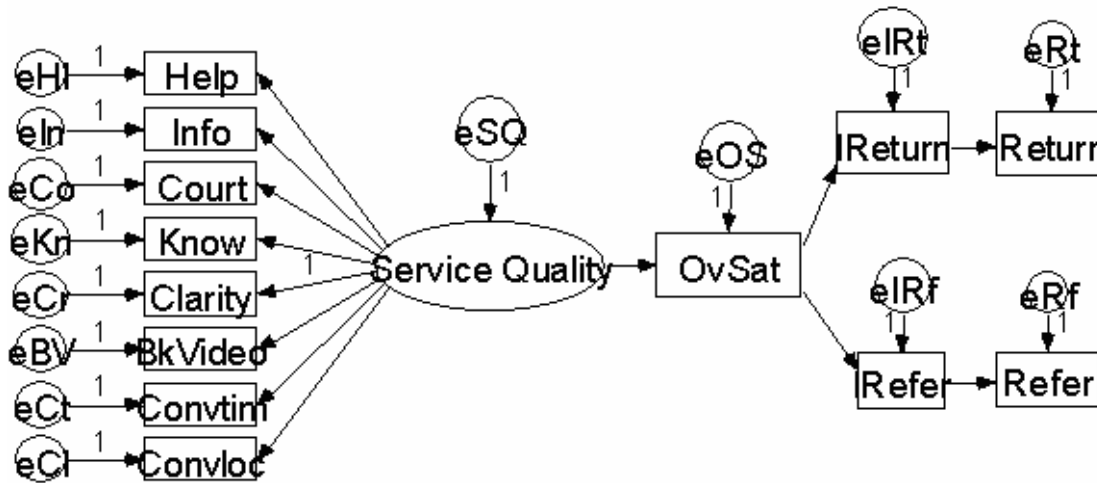 eHl 1 Help
eIn 1 Info
eCo 1 Court
eKn 1 Know
eCr 1 Clarity
eBV 1 BkVideo
eCt 1 Convtim
eCl 1 Convloc
1
eSQ
1
Service Quality
eO$
1
OvSat
eIRt
1
IReturn
eRt
1
Return
eIRf
1
IRefer
eRf
1
Refer